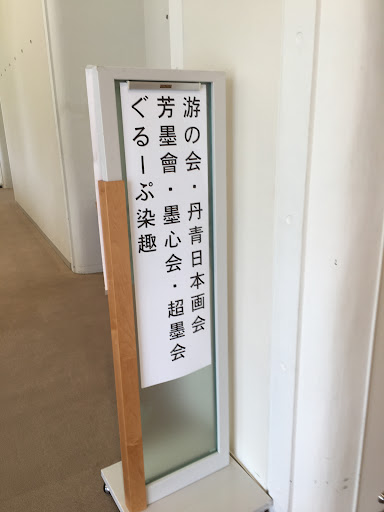 游の会・丹青日本画会
芳墨會・墨心会・超墨会
ぐるーぷ染趣